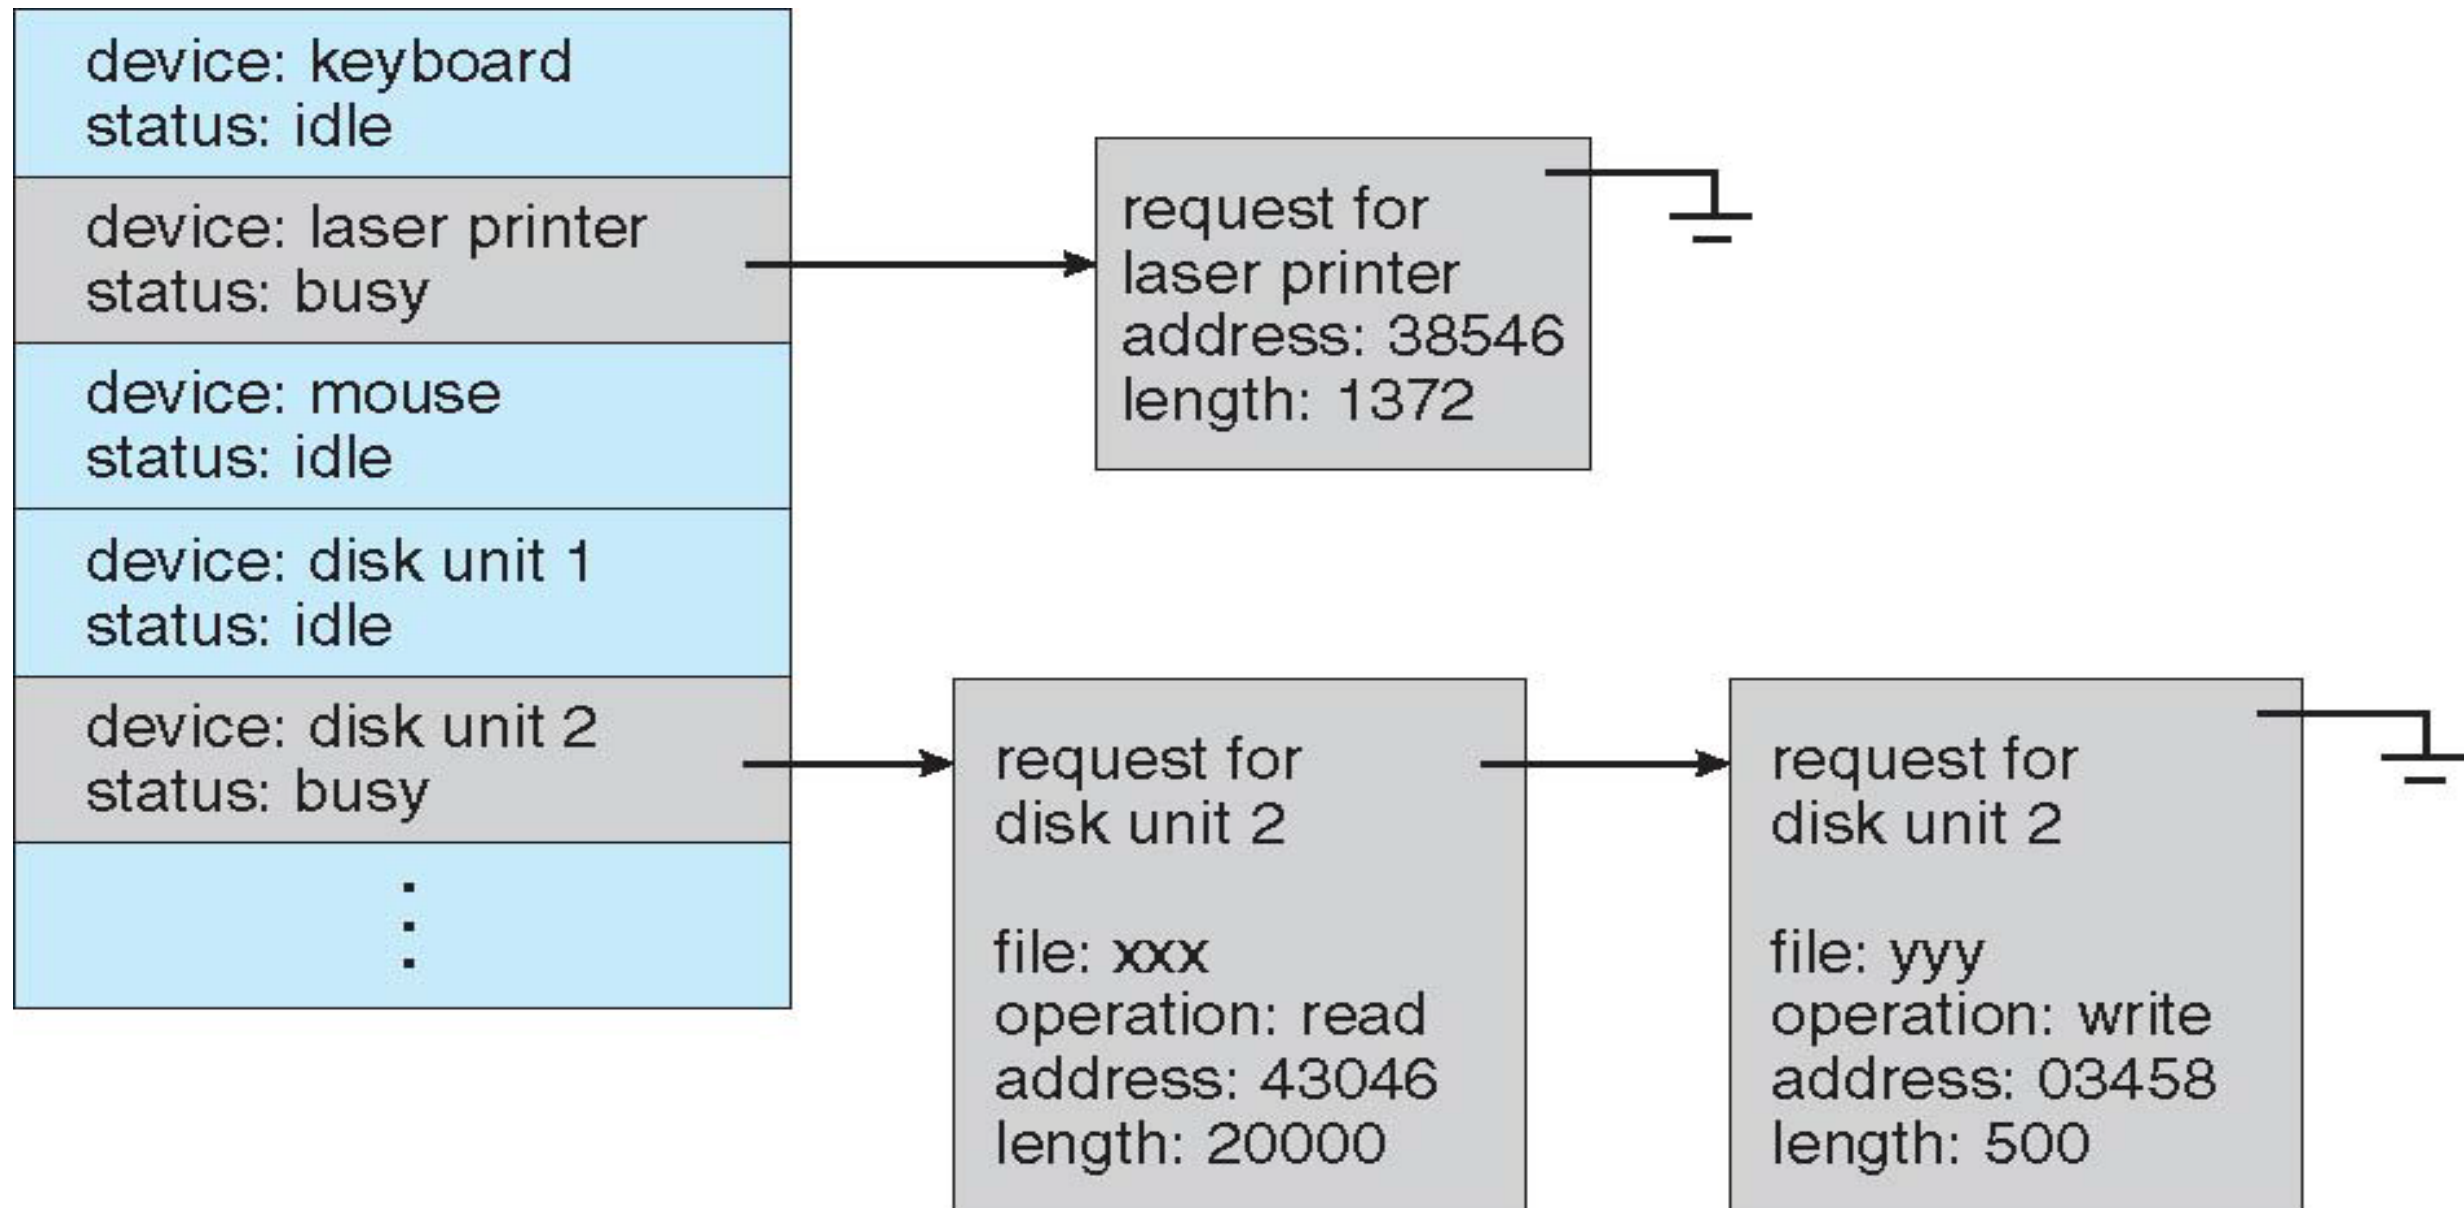 device: keyboard
status: idle
device: laser printer
status: busy
device: mouse
status: idle
device: disk unit 1
status: idle
device: disk unit 2
status: busy
request for
laser printer
address: 38546
length: 1372
request for
disk unit 2
file: xxx
operation: read
address: 43046
length: 20000
request for
disk unit 2
file: yyy
operation: write
address: 03458
length: 500